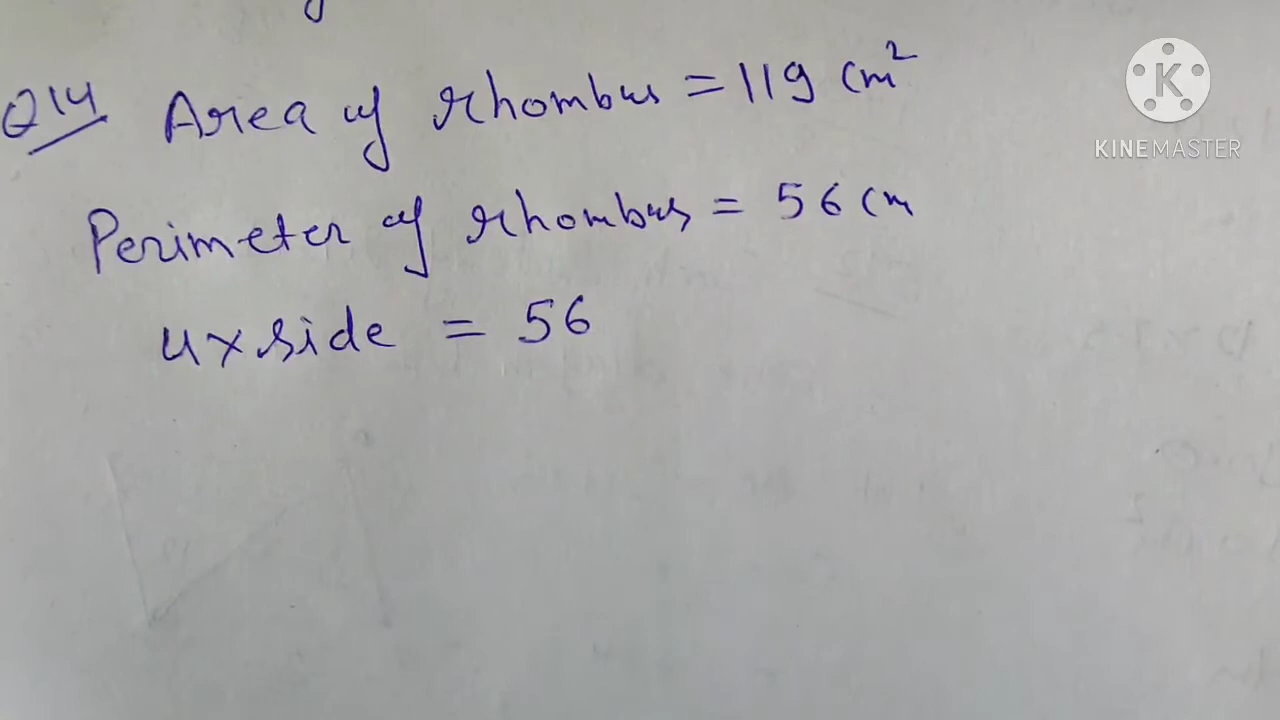 Q14 Area of rhombus = 119 cm²
Perimeter of rhombus = 56 cm
4×side = 56
K
KINEMASTER